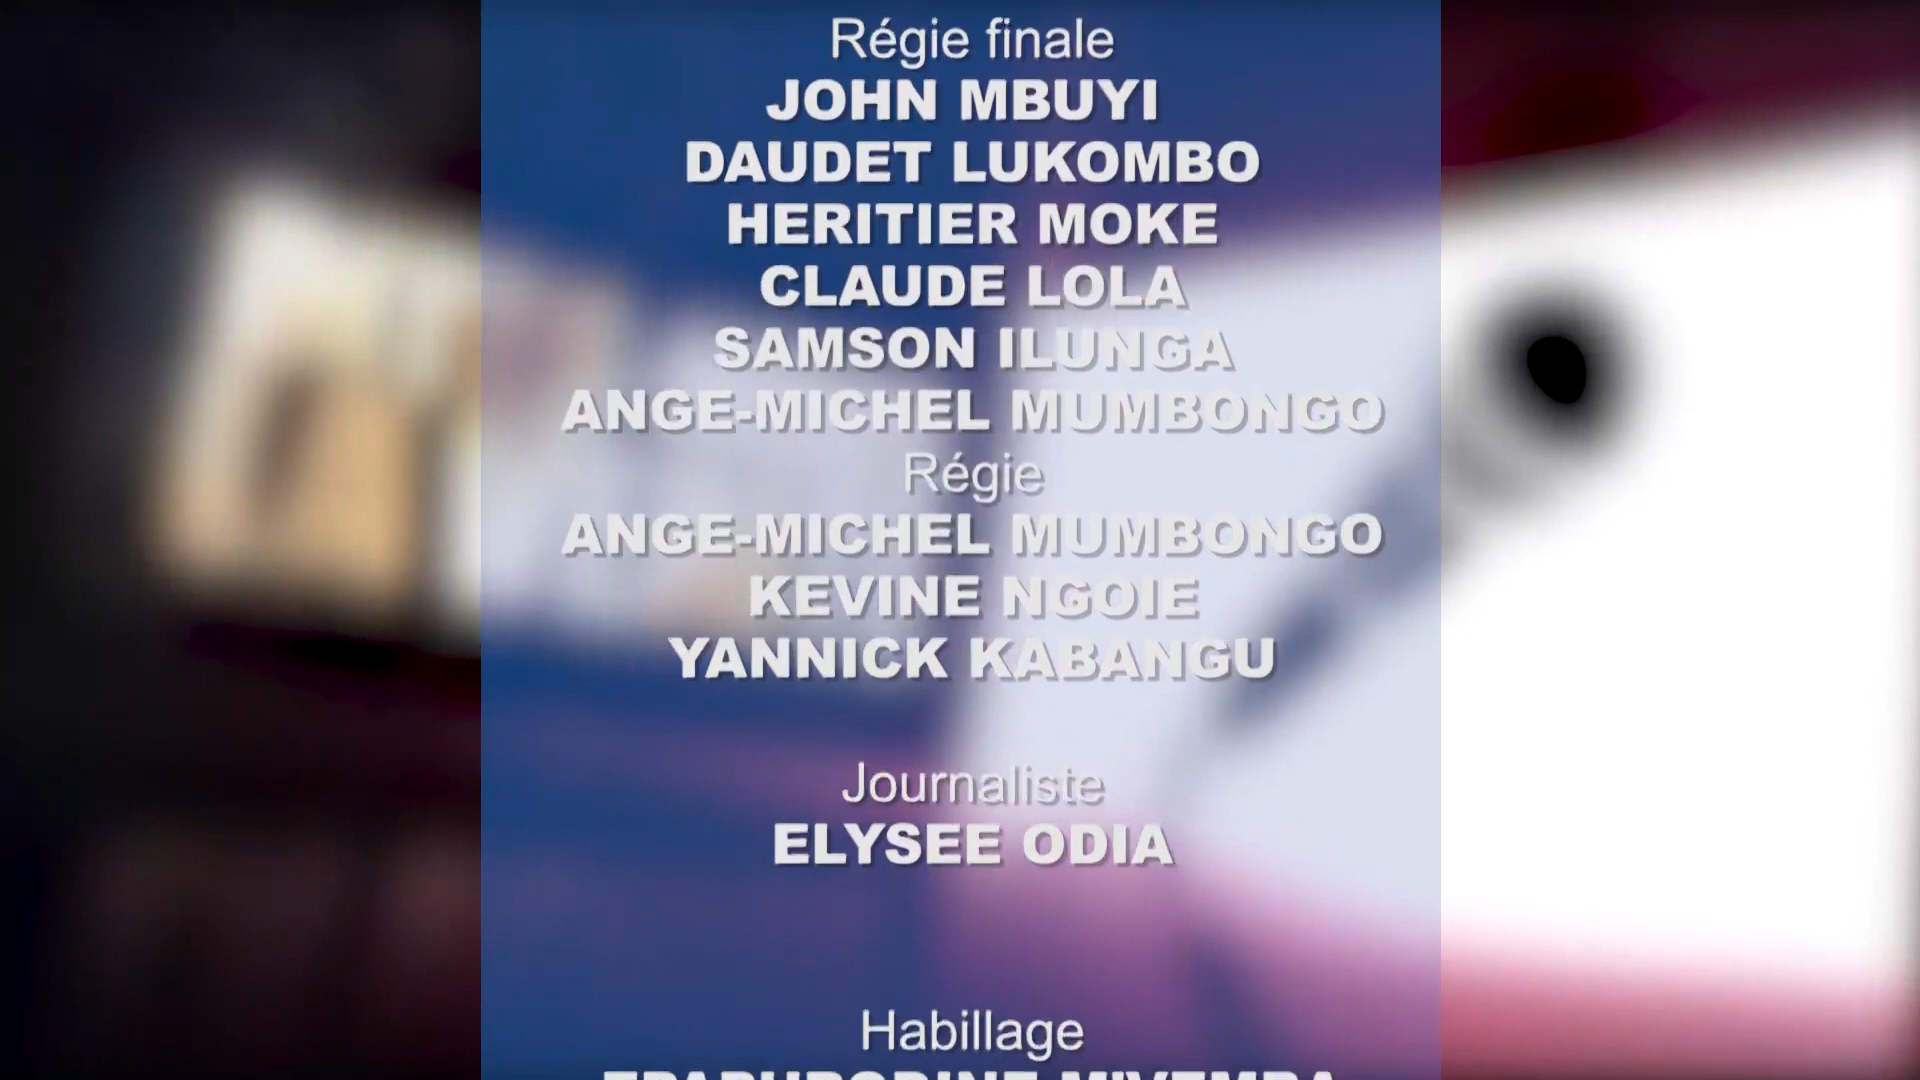 Régie finale
JOHN MBUYI
DAUDET LUKOMBO
HERITIER MOKE
CLAUDE LOLA
SAMSON ILUNGA
ANGE-MICHEL MUMBONGO
Régie
ANGE-MICHEL MUMBONGO
KEVINE NGOIE
YANNICK KABANGU
Journaliste
ELYSEE ODIA
Habillage